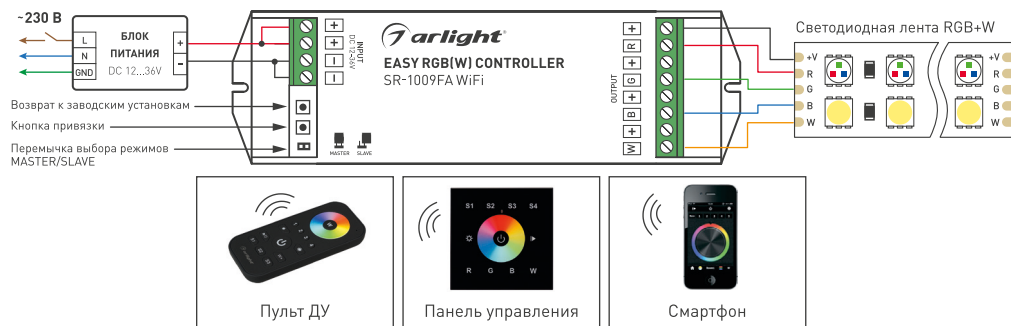 ~230 В
L
N
GND
БЛОК
ПИТАНИЯ
DC 12...36V
+
−
Возврат к заводским установкам
Кнопка привязки
Перемычка выбора режимов
MASTER/SLAVE
+
+
−
−
INPUT
DC 12-36V
MASTER
SLAVE
arlight®
EASY RGB(W) CONTROLLER
SR-1009FA WiFi
OUTPUT
+
R
+
G
+
B
+
W
Светодиодная лента RGB+W
+V
R
G
B
W
+V
R
G
B
W
Пульт ДУ
S1 S2 S3 S4
R G B W
Панель управления
Смартфон